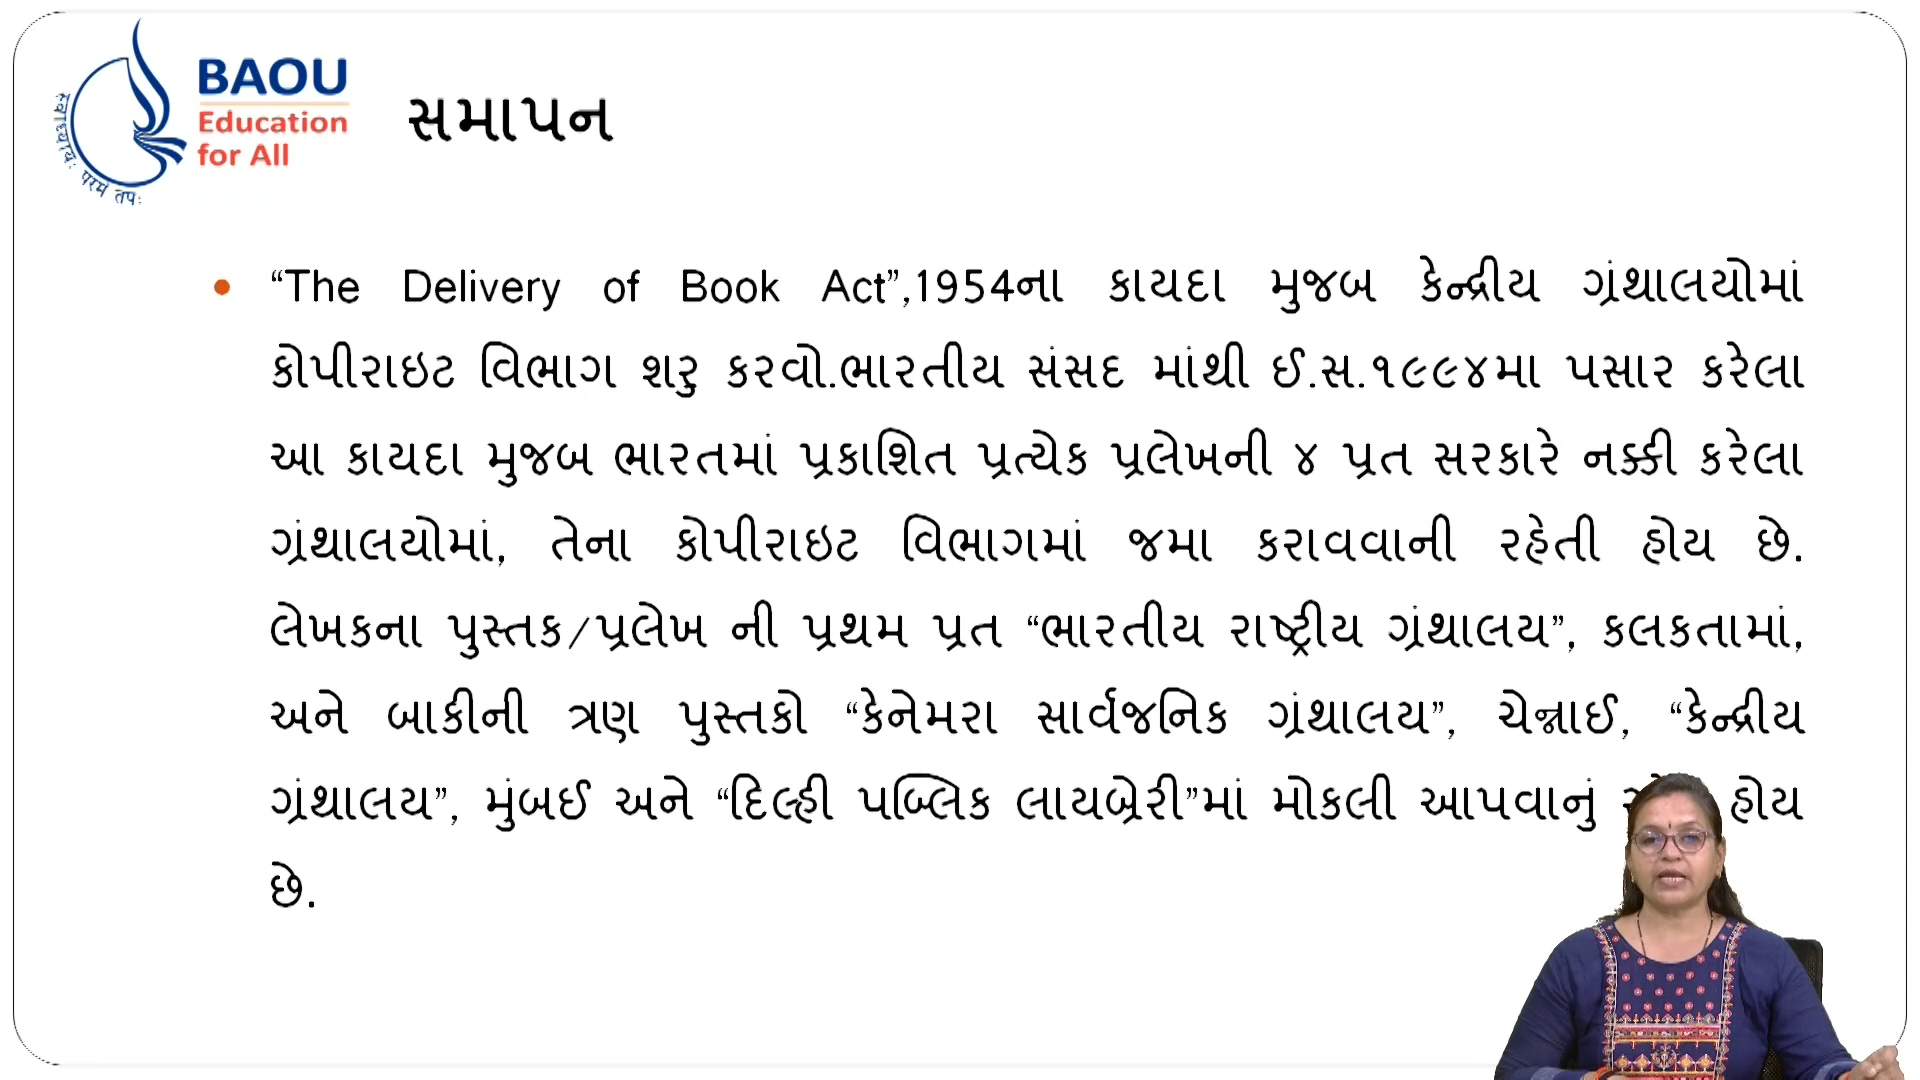 BAOU
Education
for All
स्वाध्यायः परमं तपः
સમાપન
“The Delivery of Book Act”,1954ના કાયદા મુજબ કેન્દ્રીય ગ્રંથાલયોમાં
કોપીરાઇટ વિભાગ શરુ કરવો.ભારતીય સંસદ માંથી ઈ.સ.૧૯૯૪મા પસાર કરેલા
આ કાયદા મુજબ ભારતમાં પ્રકાશિત પ્રત્યેક પ્રલેખની ૪ પ્રત સરકારે નક્કી કરેલા
ગ્રંથાલયોમાં, તેના કોપીરાઇટ વિભાગમાં જમા કરાવવાની રહેતી હોય છે.
લેખકના પુસ્તક/પ્રલેખ ની પ્રથમ પ્રત “ભારતીય રાષ્ટ્રીય ગ્રંથાલય”, કલકતામાં,
અને બાકીની ત્રણ પુસ્તકો “કેનેમરા સાર્વજનિક ગ્રંથાલય”, ચેન્નાઈ, “કેન્દ્રીય
ગ્રંથાલય”, મુંબઈ અને “દિલ્હી પબ્લિક લાયબ્રેરી”માં મોકલી આપવાનું હોય
છે.